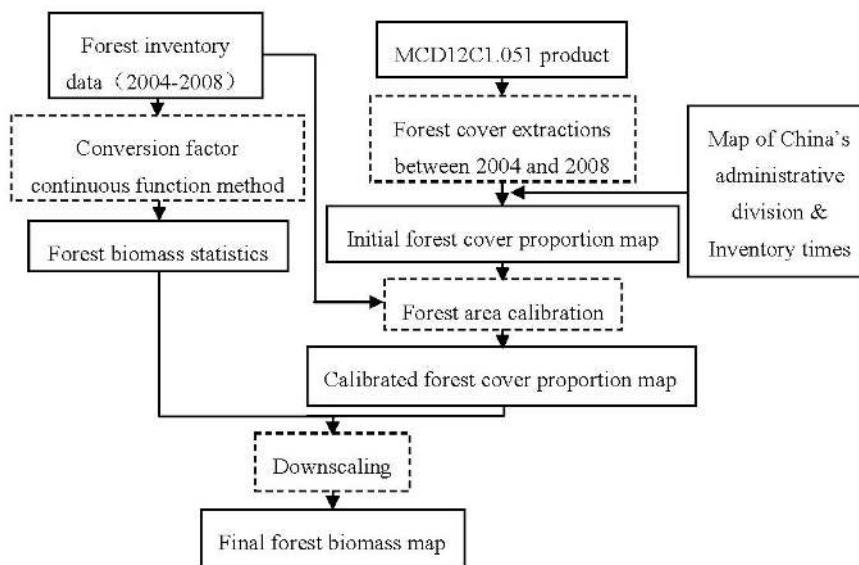 Forest inventory
data（2004-2008）
MCD12C1.051 product
Conversion factor
continuous function method
Forest cover extractions
between 2004 and 2008
Map of China's
administrative
division &
Inventory times
Forest biomass statistics
Initial forest cover proportion map
Forest area calibration
Calibrated forest cover proportion map
Downscaling
Final forest biomass map